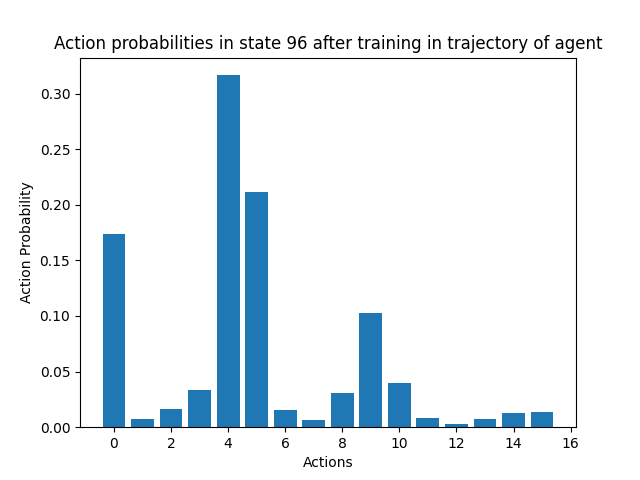 Action probabilities in state 96 after training in trajectory of agent
0.30
0.25
0.20
0.15
0.10
0.05
0.00
Action Probability
0 2 4 6 8 10 12 14 16
Actions